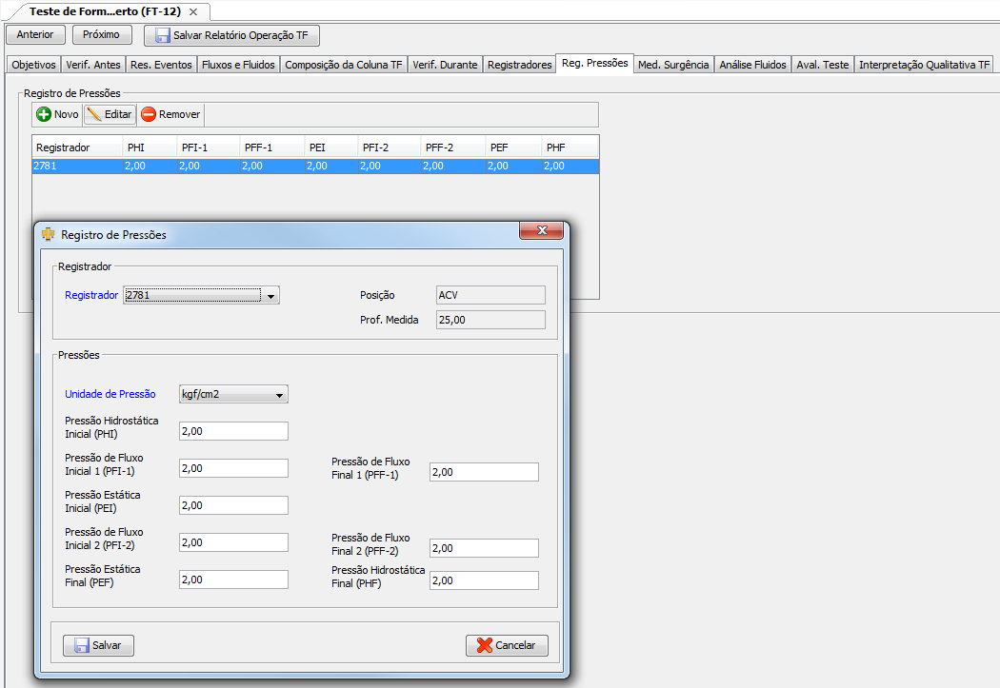 Teste de Form...erto (FT-12)
Anterior Próximo Salvar Relatório Operação TF
Objetivos Verif. Antes Res. Eventos Fluxos e Fluidos Composição da Coluna TF Verif. Durante Registradores Reg. Pressões Med. Surgência Análise Fluidos Aval. Teste Interpretação Qualitativa TF
Registro de Pressões
Novo Editar Remover
Registrador PHI PFI-1 PFF-1 PEI PFI-2 PFF-2 PEF PHF
2781 2,00 2,00 2,00 2,00 2,00 2,00 2,00 2,00
Registro de Pressões
Registrador
Registrador 2781 Posição ACV
Prof. Medida 25,00
Pressões
Unidade de Pressão kgf/cm2
Pressão Hidrostática
Inicial (PHI) 2,00
Pressão de Fluxo
Inicial 1 (PFI-1) 2,00
Pressão de Fluxo
Final 1 (PFF-1) 2,00
Pressão Estática
Inicial (PEI) 2,00
Pressão de Fluxo
Inicial 2 (PFI-2) 2,00
Pressão de Fluxo
Final 2 (PFF-2) 2,00
Pressão Estática
Final (PEF) 2,00
Pressão Hidrostática
Final (PHF) 2,00
Salvar Cancelar